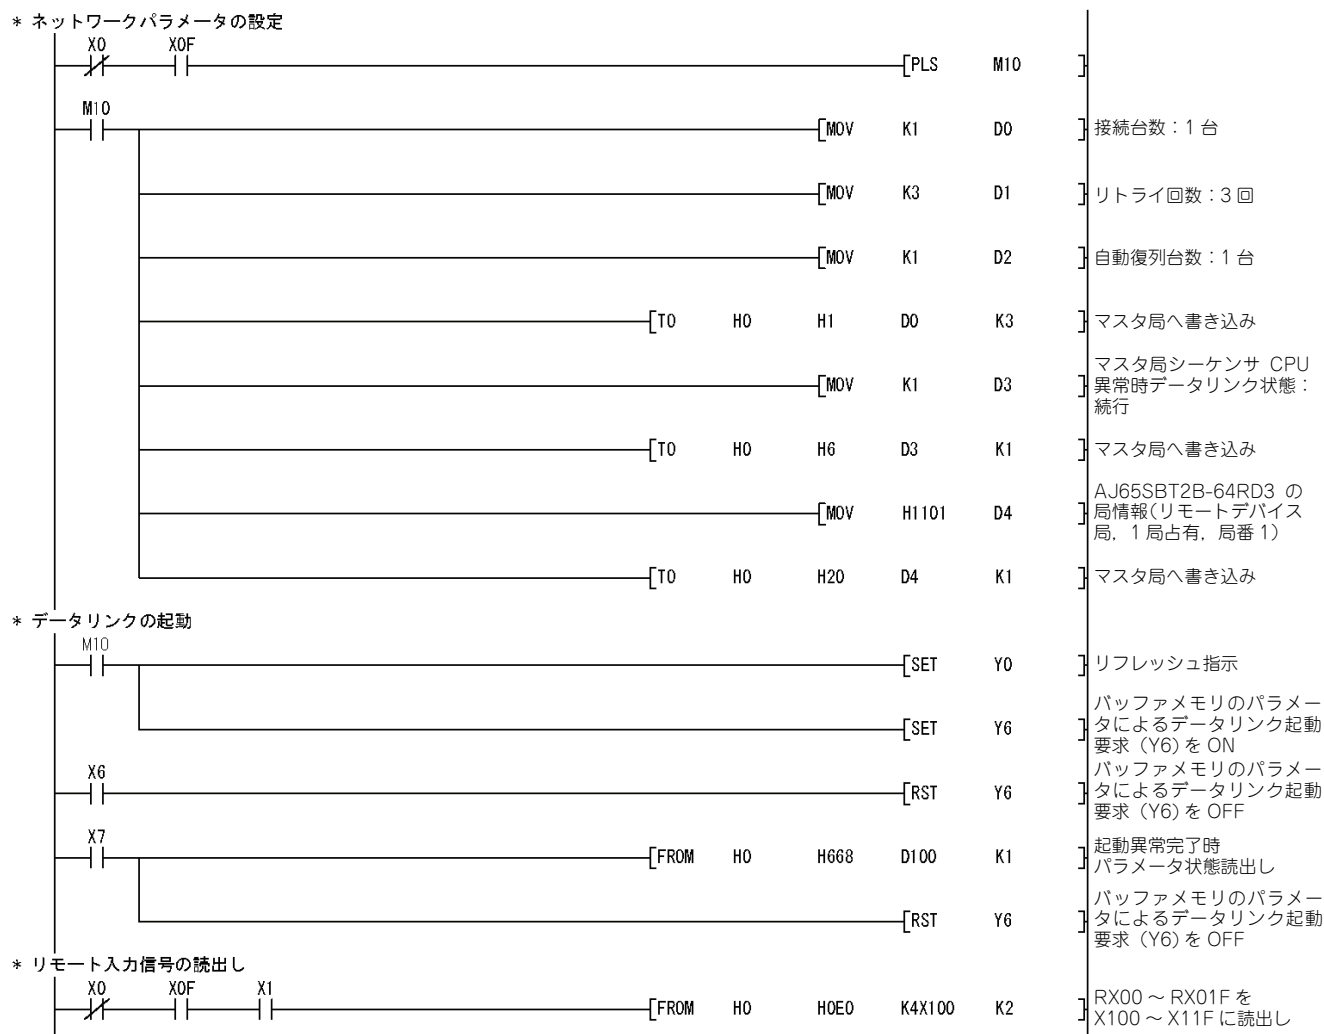 * ネットワークパラメータの設定
X0 X0F
PLS M10
M10
MOV K1 D0 接続台数：1 台
MOV K3 D1 リトライ回数：3 回
MOV K1 D2 自動復列台数：1 台
TO H0 H1 D0 K3 マスタ局へ書き込み
MOV K1 D3 マスタ局シーケンサ CPU
異常時データリンク状態：
続行
TO H0 H6 D3 K1 マスタ局へ書き込み
MOV H1101 D4 AJ65SBT2B-64RD3 の
局情報(リモートデバイス
局，1 局占有，局番 1)
TO H0 H20 D4 K1 マスタ局へ書き込み
* データリンクの起動
M10
SET Y0 リフレッシュ指示
SET Y6 バッファメモリのパラメー
タによるデータリンク起動
要求（Y6)を ON
X6
RST Y6 バッファメモリのパラメー
タによるデータリンク起動
要求（Y6)を OFF
X7
FROM H0 H668 D100 K1 起動異常完了時
パラメータ状態読出し
RST Y6 バッファメモリのパラメー
タによるデータリンク起動
要求（Y6)を OFF
* リモート入力信号の読出し
X0 X0F X1
FROM H0 H0E0 K4X100 K2 RX00 ～ RX01F を
X100 ～ X11F に読出し